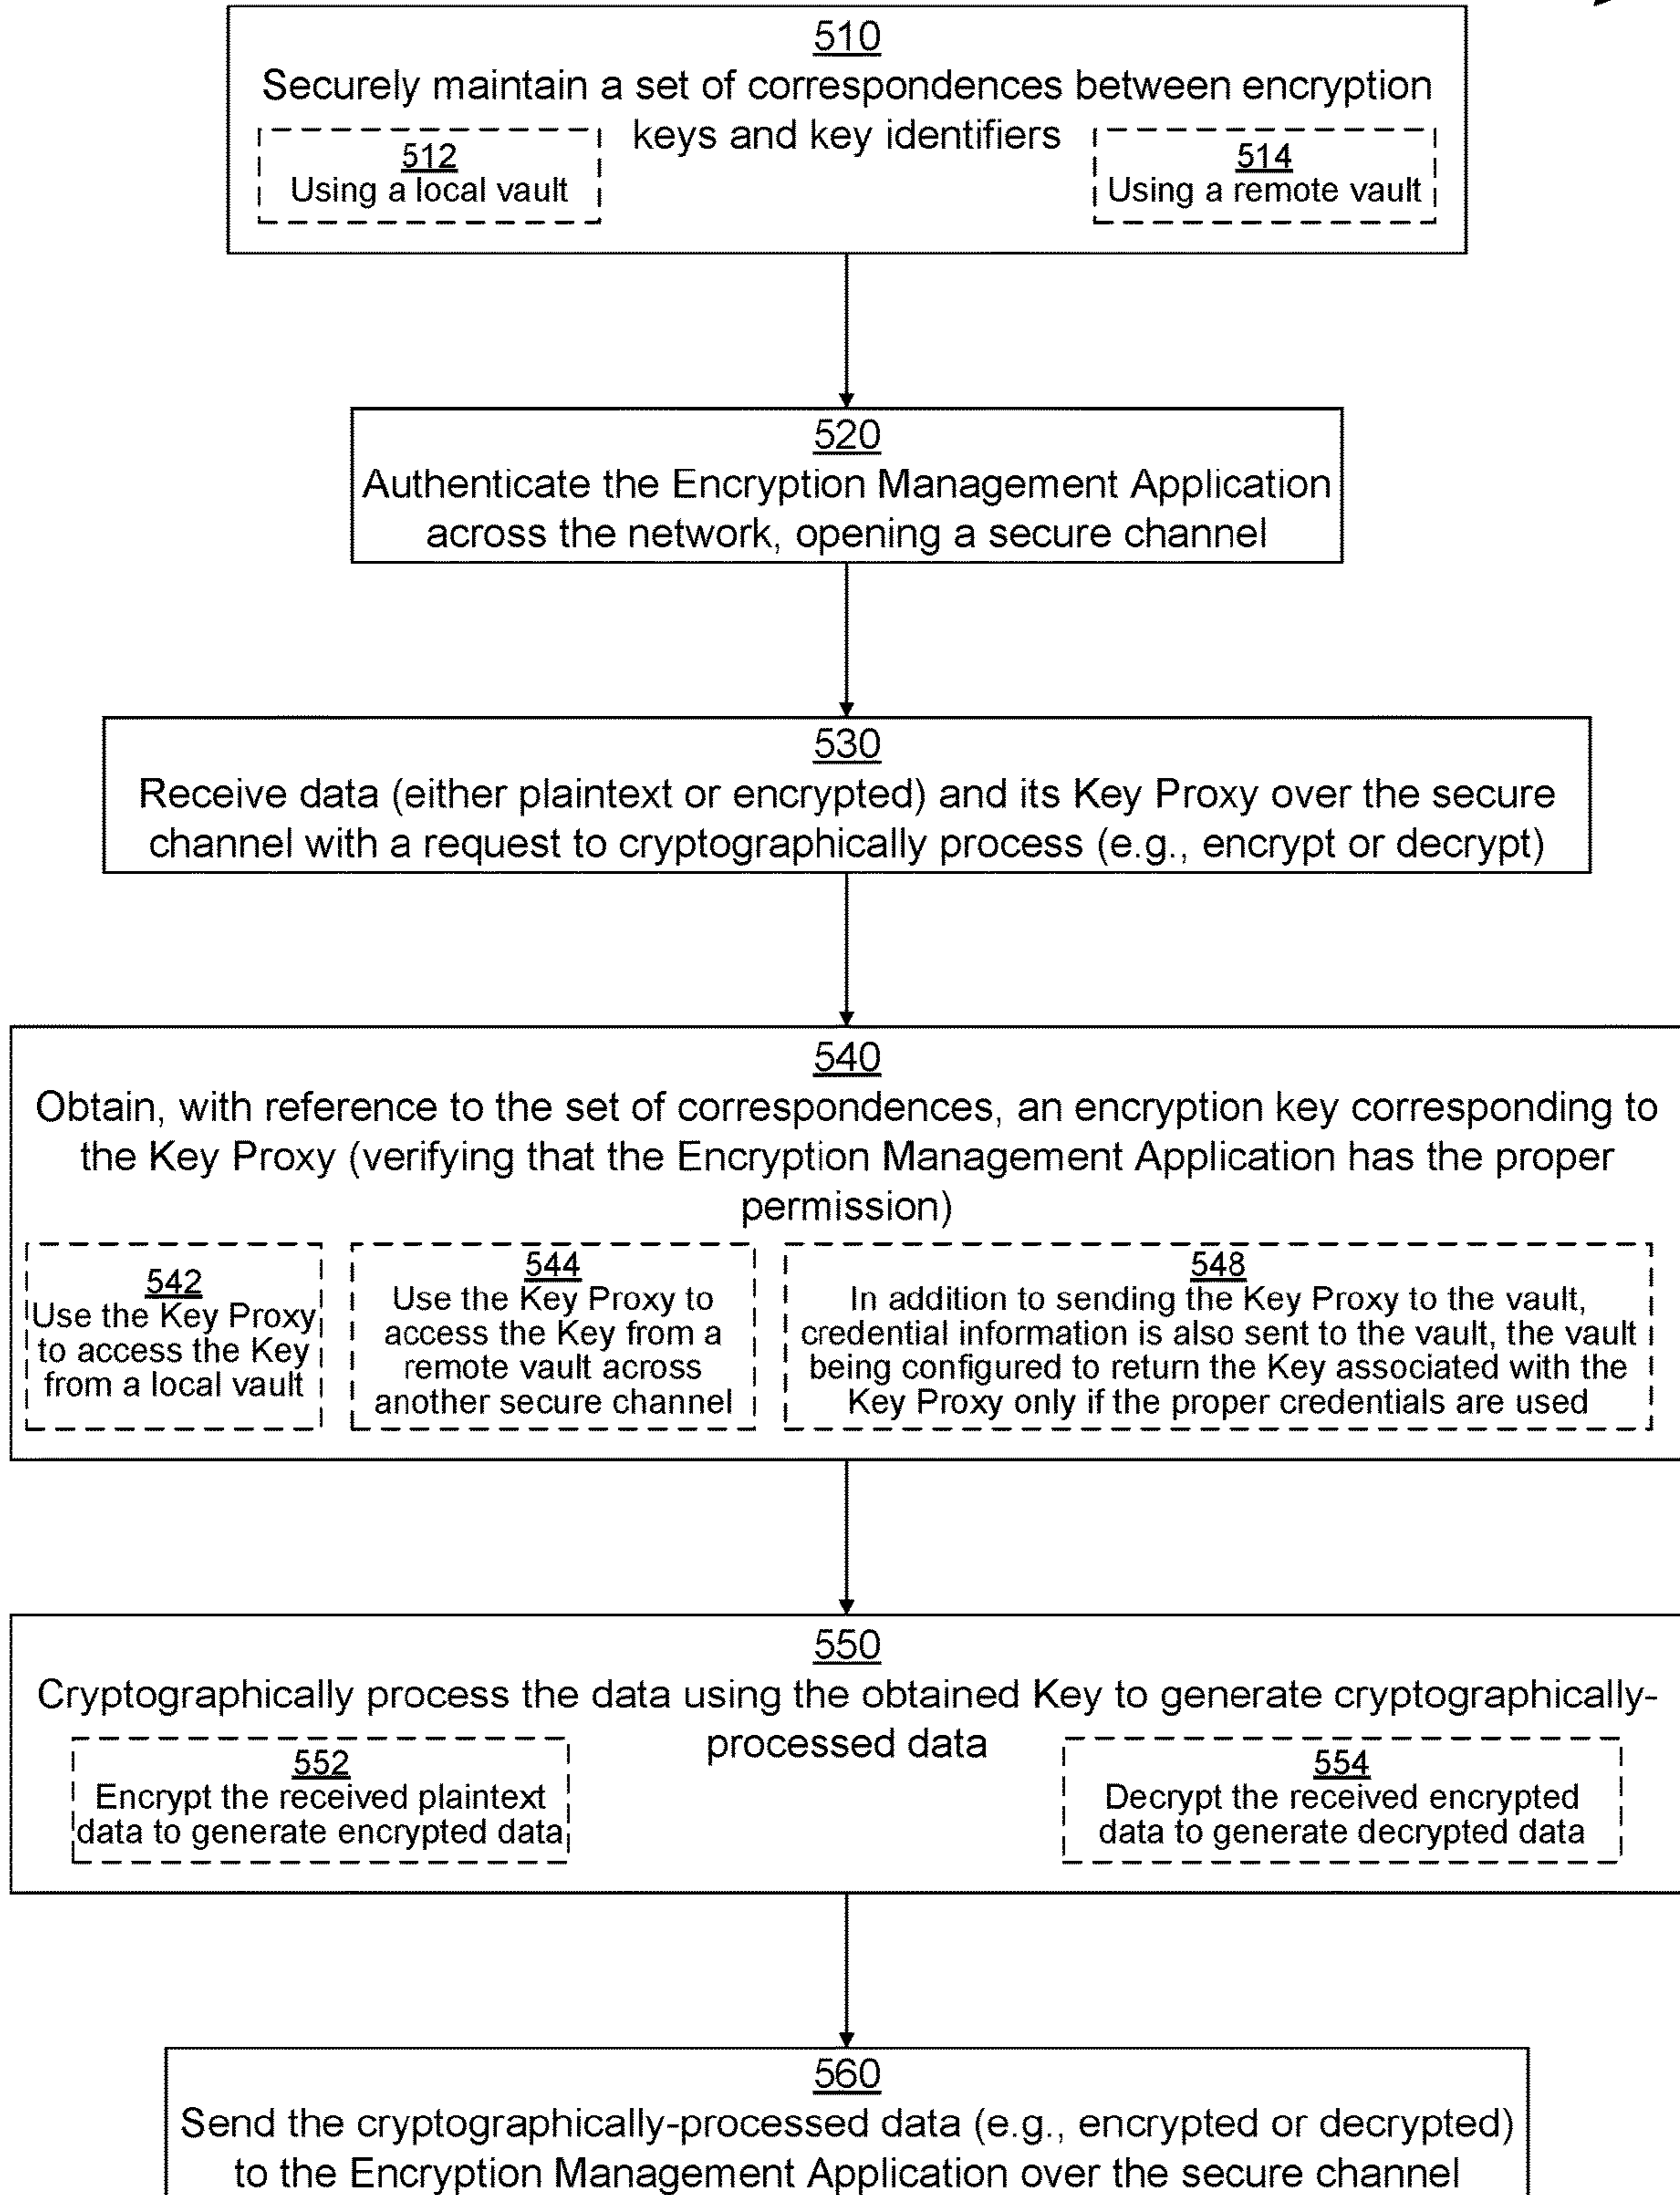 510
Securely maintain a set of correspondences between encryption
keys and key identifiers
512
Using a local vault
514
Using a remote vault
520
Authenticate the Encryption Management Application
across the network, opening a secure channel
530
Receive data (either plaintext or encrypted) and its Key Proxy over the secure
channel with a request to cryptographically process (e.g., encrypt or decrypt)
540
Obtain, with reference to the set of correspondences, an encryption key corresponding to
the Key Proxy (verifying that the Encryption Management Application has the proper
permission)
542
Use the Key Proxy
to access the Key
from a local vault
544
Use the Key Proxy to
access the Key from a
remote vault across
another secure channel
548
In addition to sending the Key Proxy to the vault,
credential information is also sent to the vault, the vault
being configured to return the Key associated with the
Key Proxy only if the proper credentials are used
550
Cryptographically process the data using the obtained Key to generate cryptographically-
processed data
552
Encrypt the received plaintext
data to generate encrypted data
554
Decrypt the received encrypted
data to generate decrypted data
560
Send the cryptographically-processed data (e.g., encrypted or decrypted)
to the Encryption Management Application over the secure channel